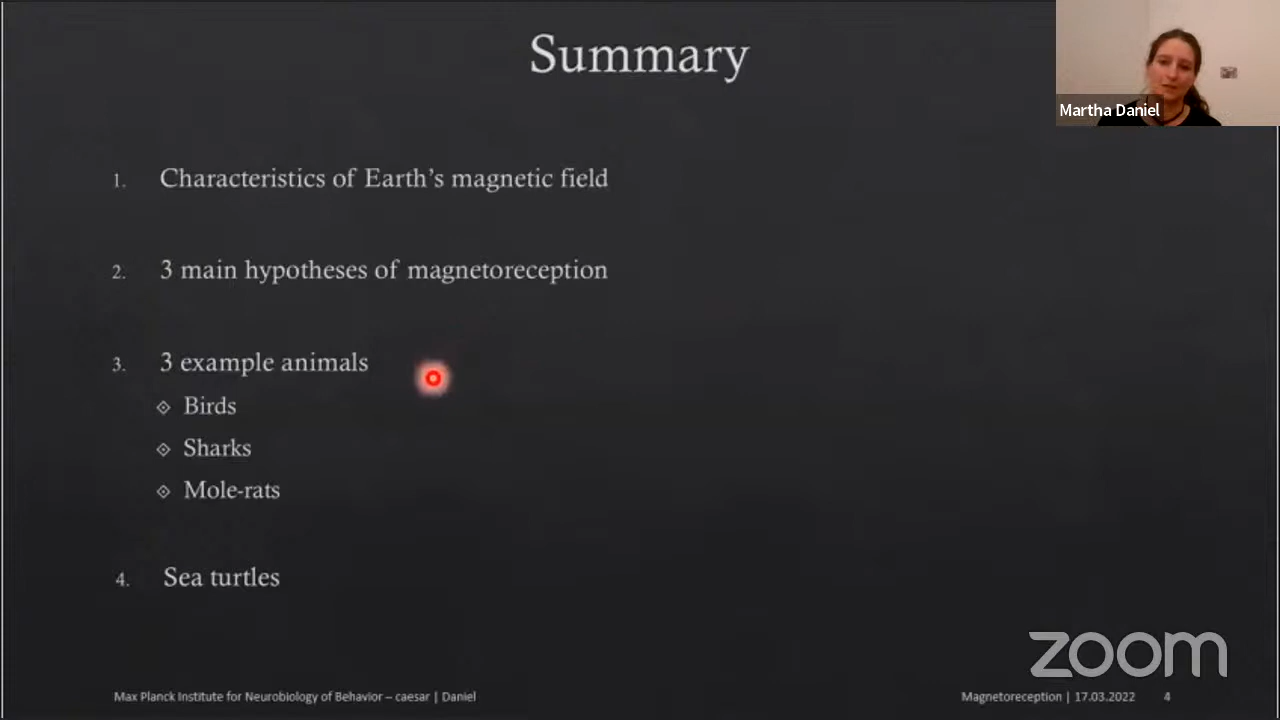 Summary
Martha Daniel
1. Characteristics of Earth’s magnetic field
2. 3 main hypotheses of magnetoreception
3. 3 example animals
Birds
Sharks
Mole-rats
4. Sea turtles
zoom
Max Planck Institute for Neurobiology of Behavior – caesar | Daniel
Magnetoreception | 17.03.2022 4